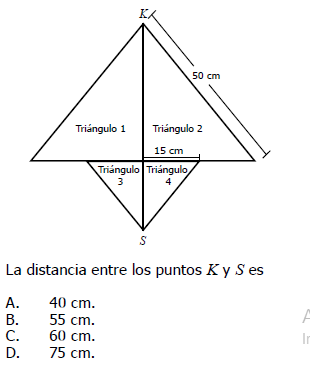 K
50 cm
Triángulo 1
Triángulo 2
15 cm
Triángulo
3
Triángulo
4
S
La distancia entre los puntos K y S es
A. 40 cm.
B. 55 cm.
C. 60 cm.
D. 75 cm.